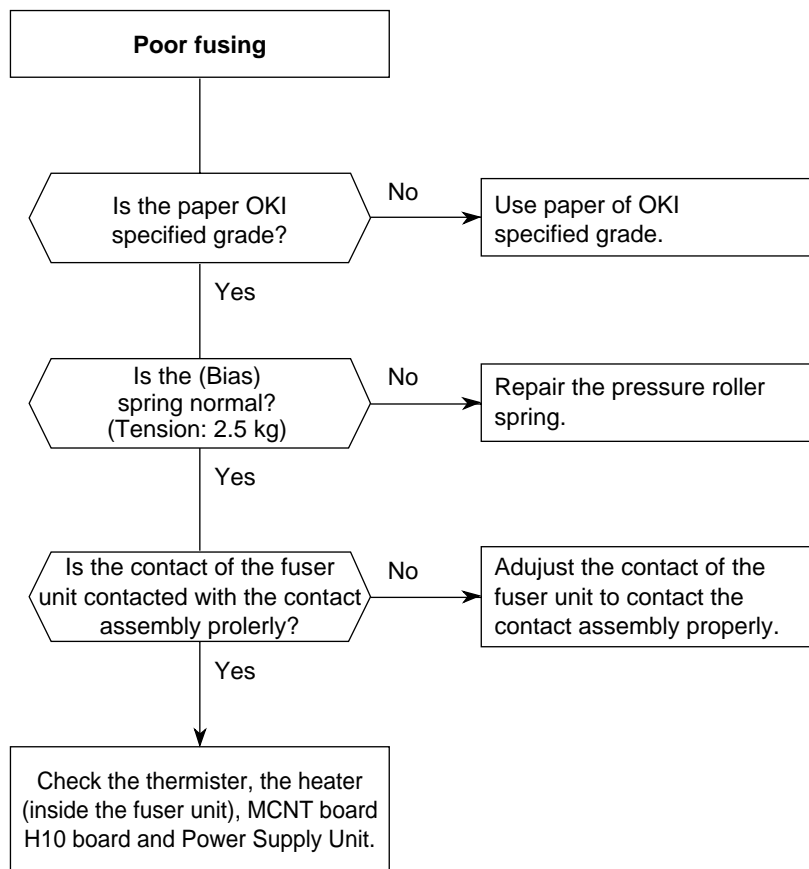 Poor fusing
Is the paper OKI
specified grade?
No
Use paper of OKI
specified grade.
Yes
Is the (Bias)
spring normal?
(Tension: 2.5 kg)
No
Repair the pressure roller
spring.
Yes
Is the contact of the fuser
unit contacted with the contact
assembly prolerly?
No
Adujust the contact of the
fuser unit to contact the
contact assembly properly.
Yes
Check the thermister, the heater
(inside the fuser unit), MCNT board
H10 board and Power Supply Unit.